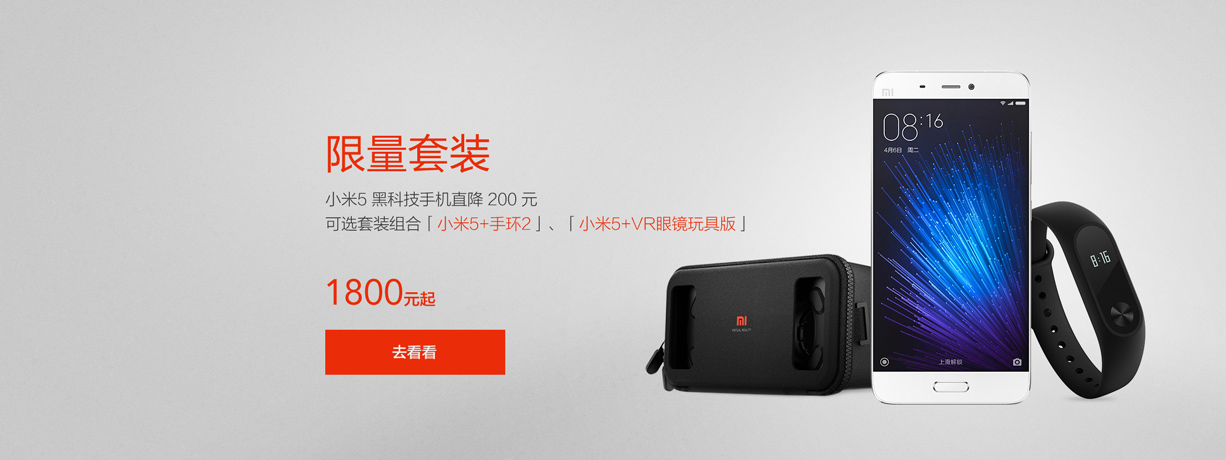 限量套装
小米5 黑科技手机直降 200 元
可选套装组合「小米5+手环2」、「小米5+VR眼镜玩具版」
1800元起
去看看
mi
mi
08:16
4月6日 周二
上滑解锁
8:16